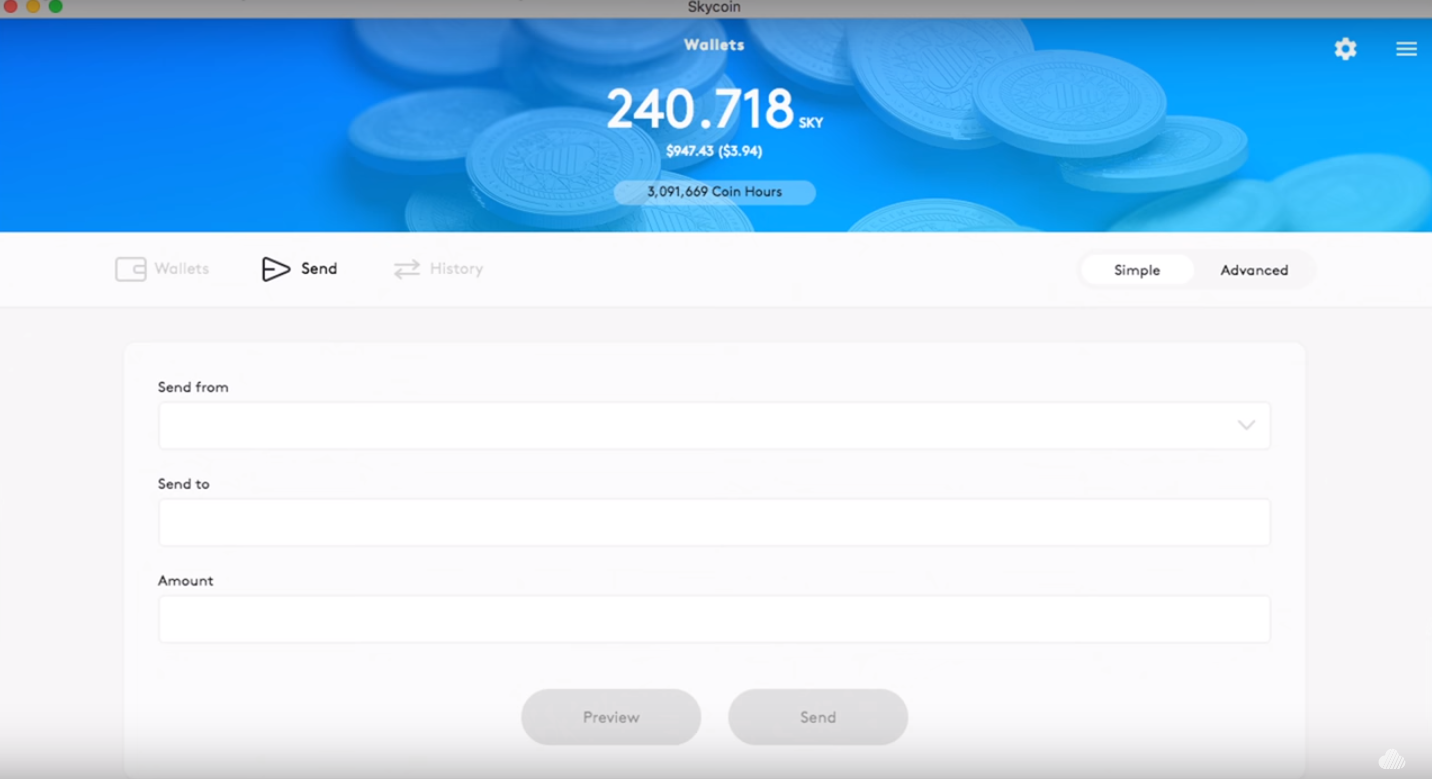 Skycoin
Wallets
240.718 SKY
$947.43 ($3.94)
3,091,669 Coin Hours
Wallets Send History Simple Advanced
Send from
Send to
Amount
Preview Send